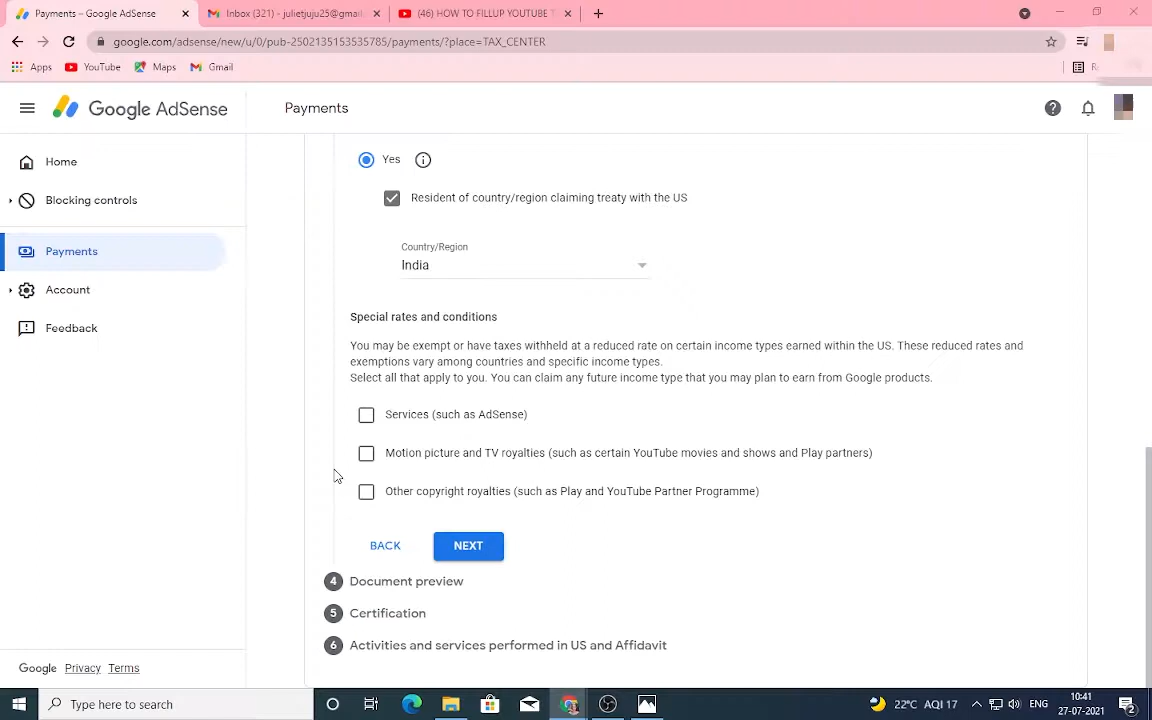 Payments – Google AdSense
Inbox (321) - julietjuju25@gmail.
(46) HOW TO FILLUP YOUTUBE T
google.com/adsense/new/u/0/pub-2502135153535785/payments/?place=TAX_CENTER
Apps
YouTube
Maps
Gmail
Google AdSense
Payments
Home
Blocking controls
Payments
Account
Feedback
Yes
Resident of country/region claiming treaty with the US
Country/Region
India
Special rates and conditions
You may be exempt or have taxes withheld at a reduced rate on certain income types earned within the US. These reduced rates and
exemptions vary among countries and specific income types.
Select all that apply to you. You can claim any future income type that you may plan to earn from Google products.
Services (such as AdSense)
Motion picture and TV royalties (such as certain YouTube movies and shows and Play partners)
Other copyright royalties (such as Play and YouTube Partner Programme)
BACK
NEXT
4 Document preview
5 Certification
6 Activities and services performed in US and Affidavit
Google Privacy Terms
Type here to search
22°C AQI 17
ENG
10:41
27-07-2021
2